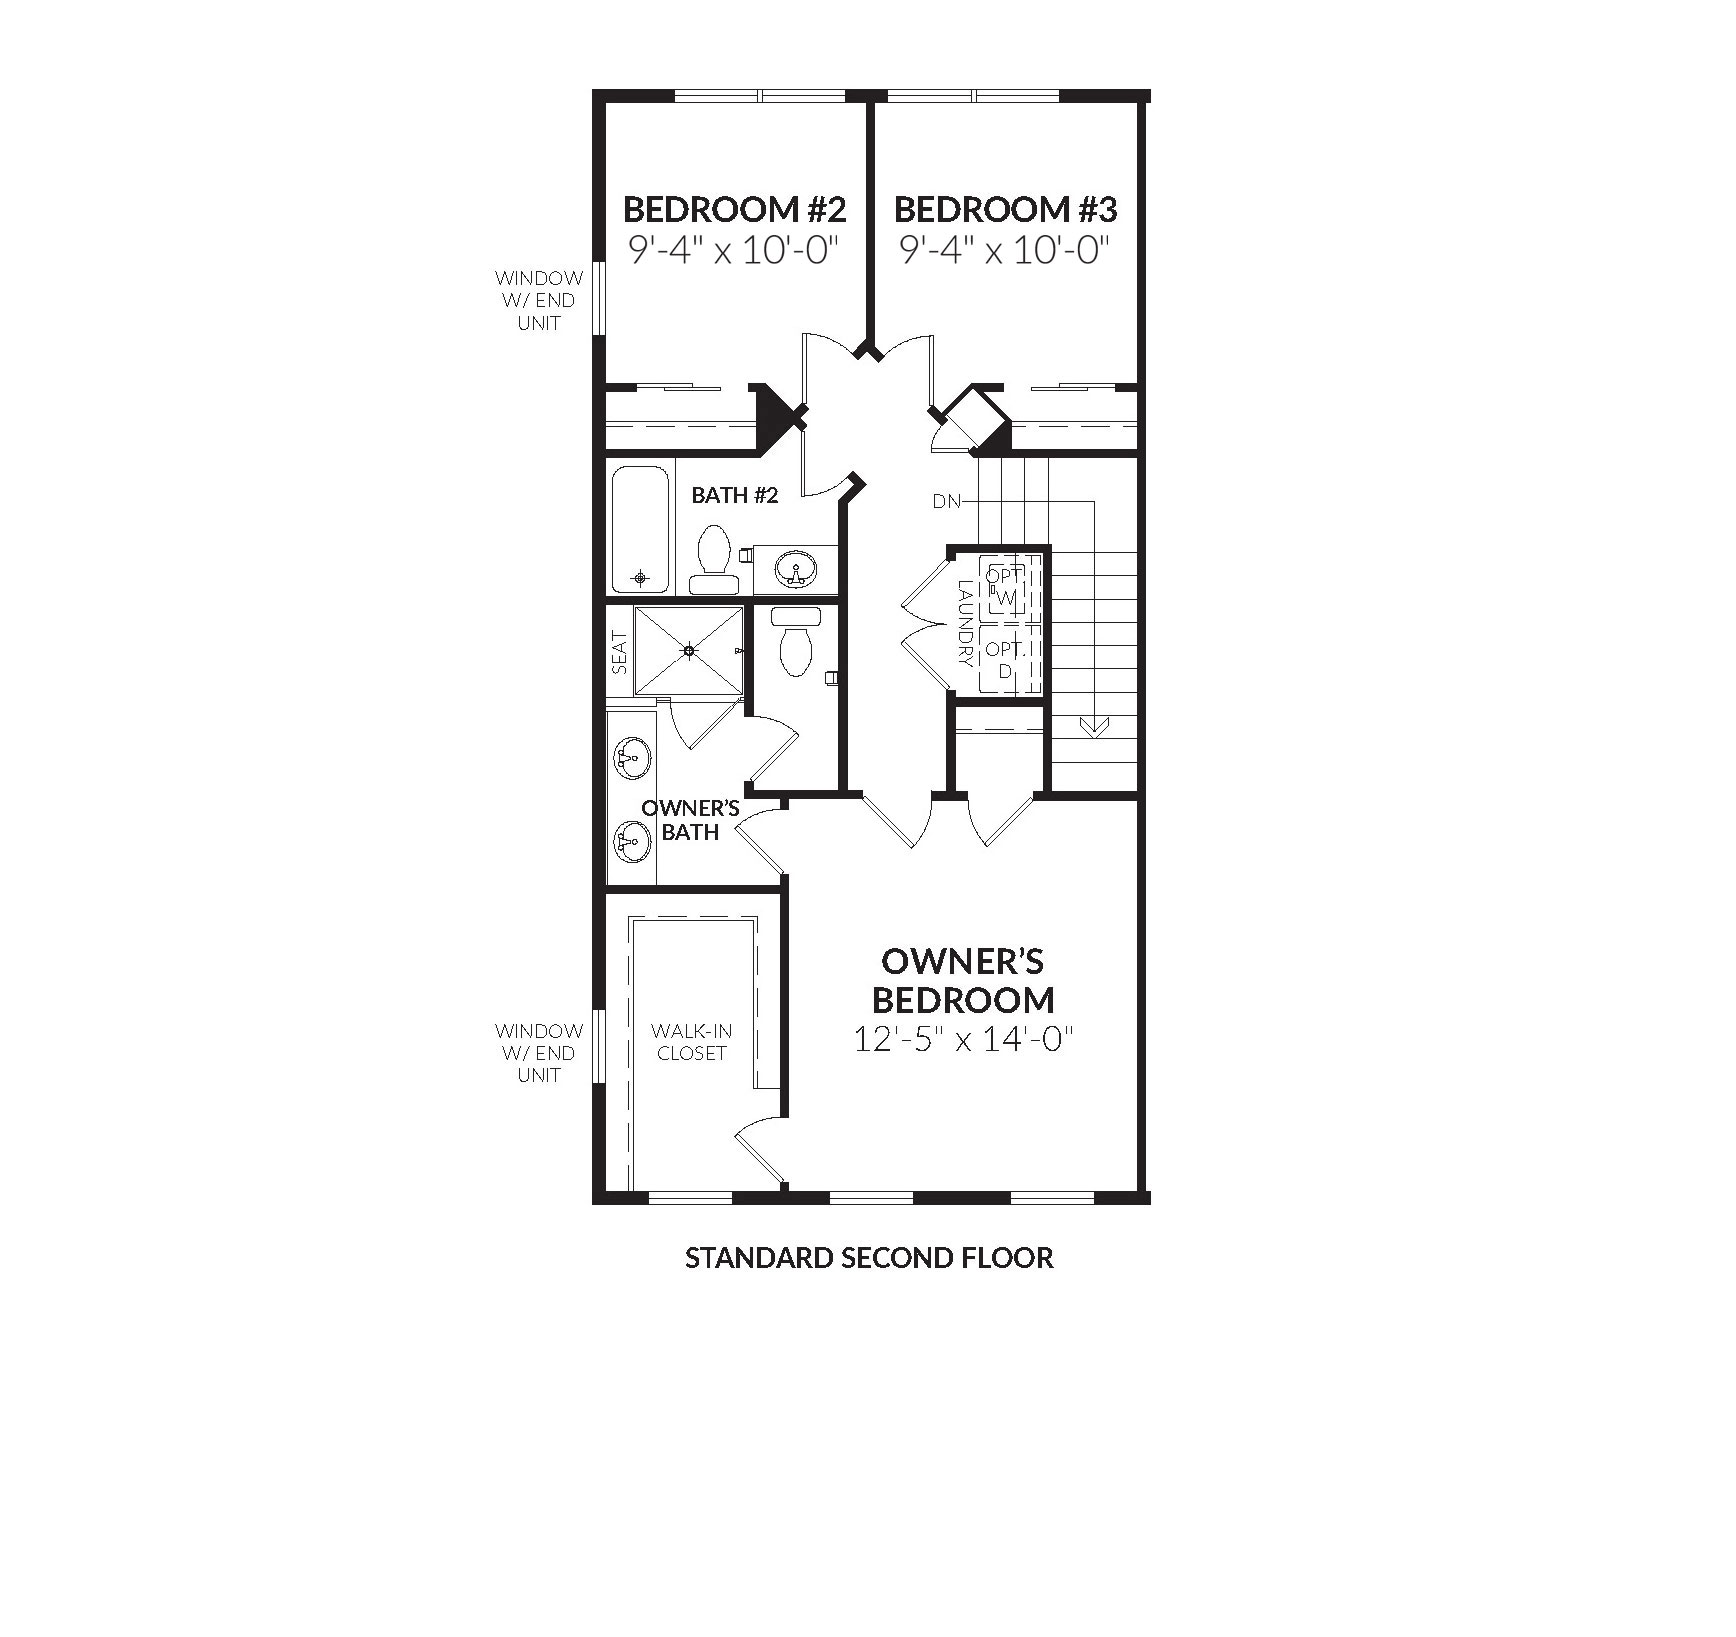 BEDROOM #2
9'-4" x 10'-0"
BEDROOM #3
9'-4" x 10'-0"
WINDOW
W/ END
UNIT
BATH #2
DN
OPT.
W
LAUNDRY
OPT.
D
SEAT
OWNER’S
BATH
OWNER’S
BEDROOM
12'-5" x 14'-0"
WINDOW
W/ END
UNIT
WALK-IN
CLOSET
STANDARD SECOND FLOOR